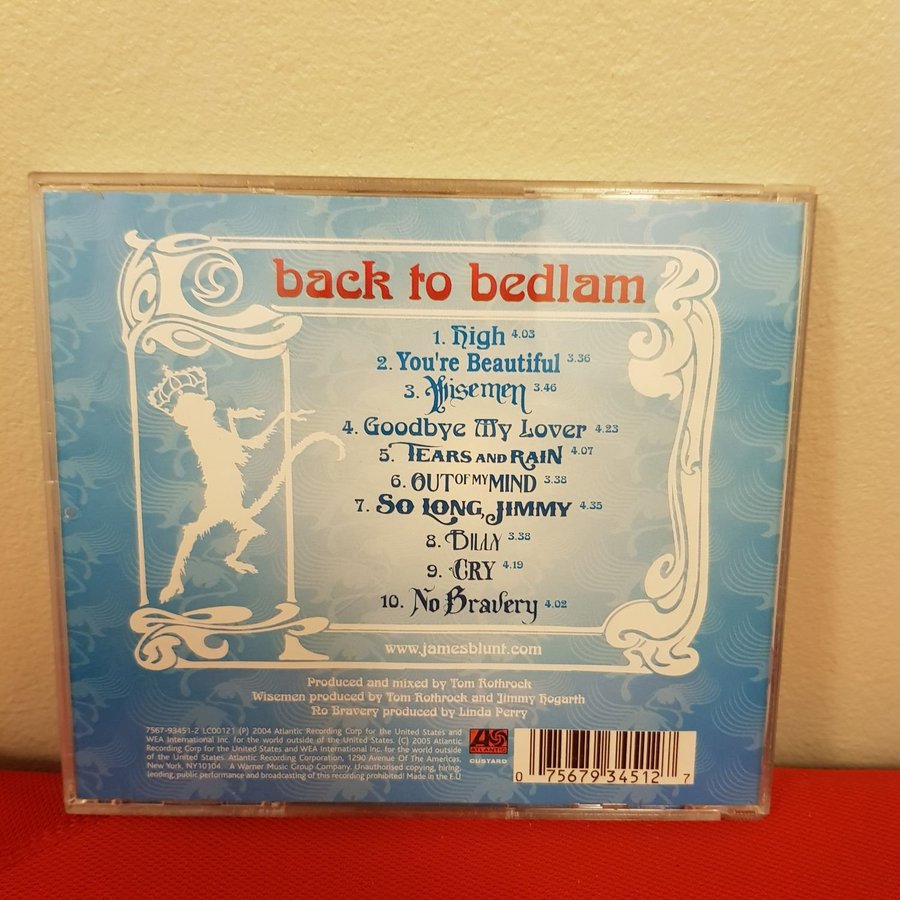 back to bedlam
1. High 4.03
2. You're Beautiful 3.36
3. Wisemen 3.46
4. Goodbye My Lover 4.23
5. TEARS AND RAIN 4.07
6. OUT OF MY MIND 3.38
7. SO LONG, JIMMY 4.35
8. BILLY 3.38
9. CRY 4.19
10. No Bravery 4.02
www.jamesblunt.com
Produced and mixed by Tom Rothrock
Wisemen produced by Tom Rothrock and Jimmy Hogarth
No Bravery produced by Linda Perry
7567-93451-2 LC00121 (P) 2004 Atlantic Recording Corp for the United States and
WEA International Inc. for the world outside of the United States. (C) 2005 Atlantic
Recording Corp for the United States and WEA International Inc. for the world outside
of the United States. Atlantic Recording Corporation, 1290 Avenue Of The Americas,
New York, NY10104. A Warner Music Group Company. Unauthorised copying, hiring,
lending, public performance and broadcasting of this recording prohibited! Made in the E.U
ATLANTIC
CUSTARD
0 75679 34512 7